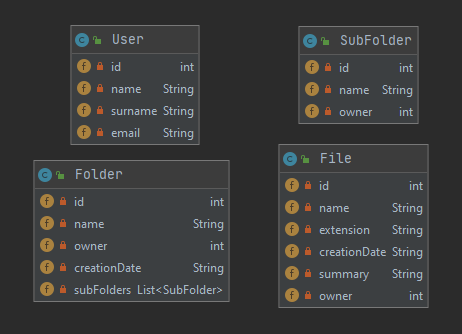 User
f id int
f name String
f surname String
f email String
SubFolder
f id int
f name String
f owner int
Folder
f id int
f name String
f owner int
f creationDate String
f subFolders List<SubFolder>
File
f id int
f name String
f extension String
f creationDate String
f summary String
f owner int